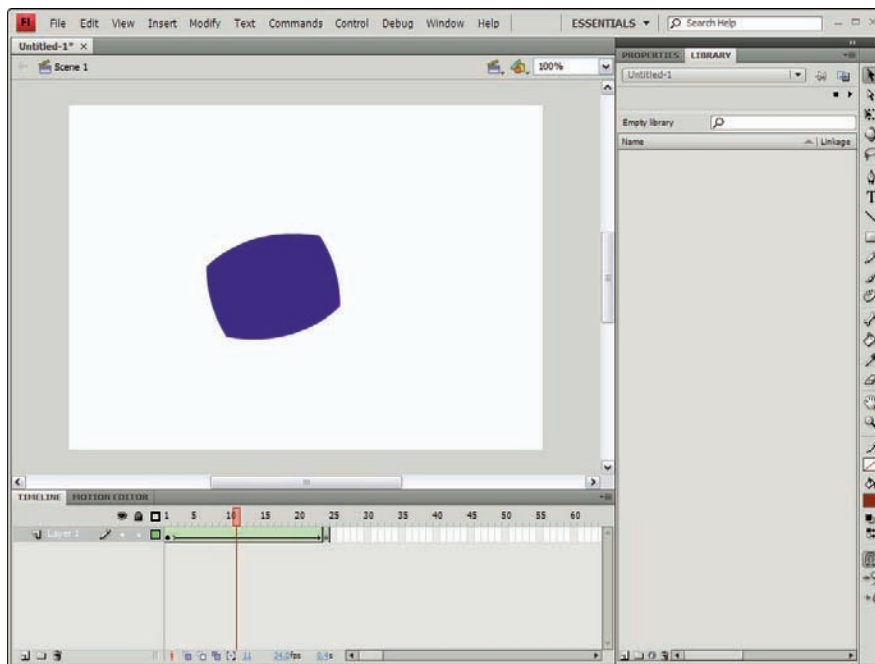 Fl File Edit View Insert Modify Text Commands Control Debug Window Help ESSENTIALS Search Help
Untitled-1* ×
Scene 1 100%
PROPERTIES LIBRARY
Untitled-1
Empty library
Name Linkage
TIMELINE MOTION EDITOR
1 5 10 15 20 25 30 35 40 45 50 55 60
Layer 1
11 24.0fps 0.4s